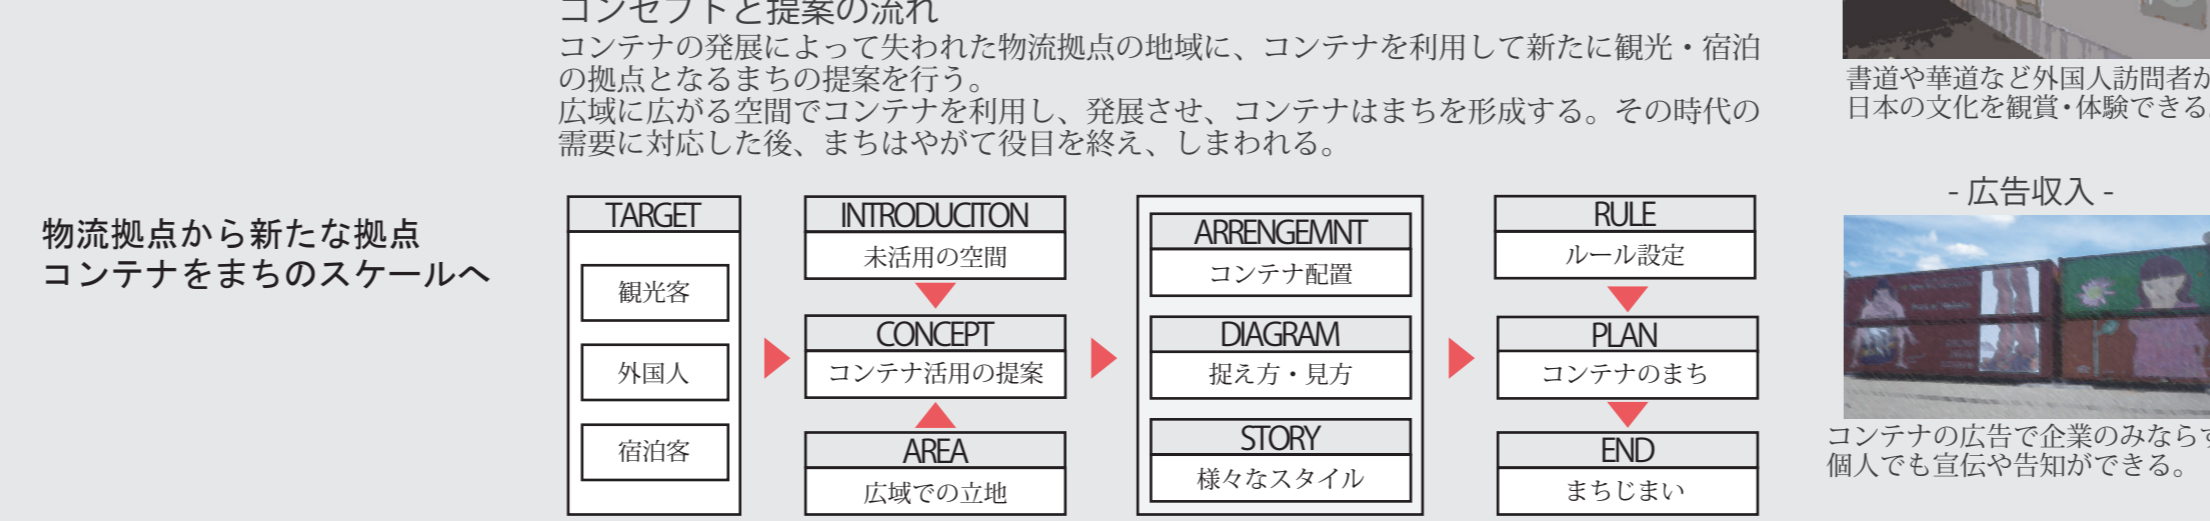 コンセプトと提案の流れ
コンテナの発展によって失われた物流拠点の地域に、コンテナを利用して新たに観光・宿泊
の拠点となるまちの提案を行う。
広域に広がる空間でコンテナを利用し、発展させ、コンテナはまちを形成する。その時代の
需要に対応した後、まちはやがて役目を終え、しまわれる。
物流拠点から新たな拠点
コンテナをまちのスケールへ
TARGET
観光客
外国人
宿泊客
INTRODUCITON
未活用の空間
CONCEPT
コンテナ活用の提案
AREA
広域での立地
ARRENGEMNT
コンテナ配置
DIAGRAM
捉え方・見方
STORY
様々なスタイル
RULE
ルール設定
PLAN
コンテナのまち
END
まちじまい
書道や華道など外国人訪問者が
日本の文化を観賞・体験できる
- 広告収入 -
コンテナの広告で企業のみならず
個人でも宣伝や告知ができる。